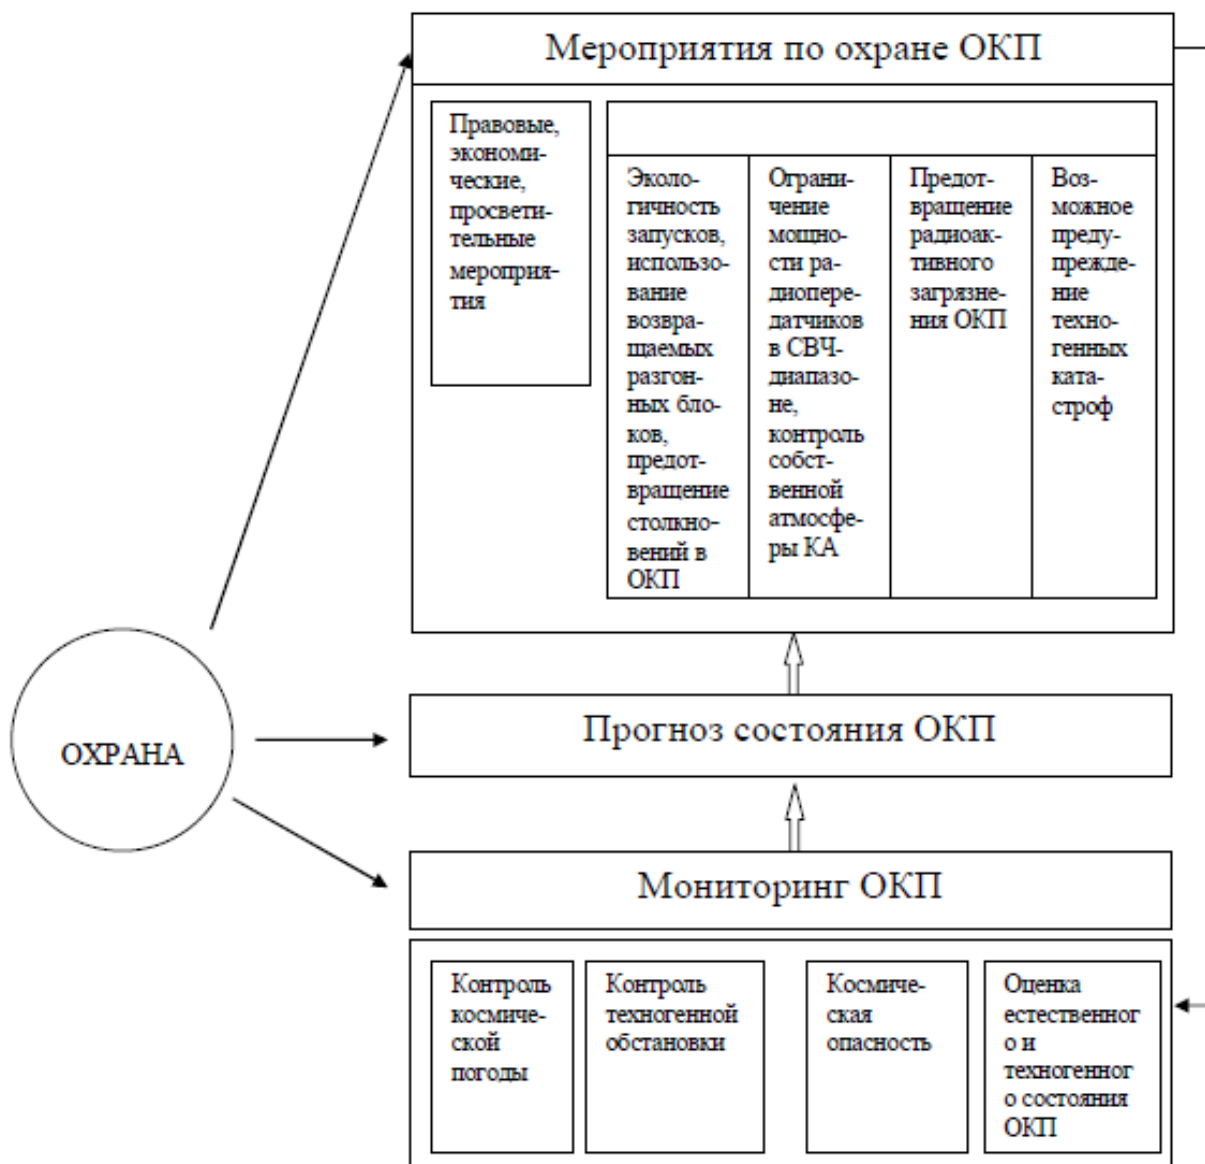 Мероприятия по охране ОКП
Правовые,
экономи-
ческие,
просвети-
тельные
мероприя-
тия
Эколо-
гичность
запусков,
использо-
вание
возвра-
щаемых
разгон-
ных бло-
ков,
предот-
вращение
столкно-
вений в
ОКП
Ограни-
чение
мощно-
сти ра-
диопере-
датчиков
в СВЧ-
диапазо-
не,
контроль
собст-
венной
атмосфе-
ры КА
Предот-
вращение
радиоак-
тивного
загрязне-
ния ОКП
Воз-
можное
преду-
прежде-
ние
техно-
генных
ката-
строф
ОХРАНА
Прогноз состояния ОКП
Мониторинг ОКП
Контроль
космиче-
ской
погоды
Контроль
техногенной
обстановки
Космиче-
ская
опасность
Оценка
естественног
о и
техногенног
о состояния
ОКП